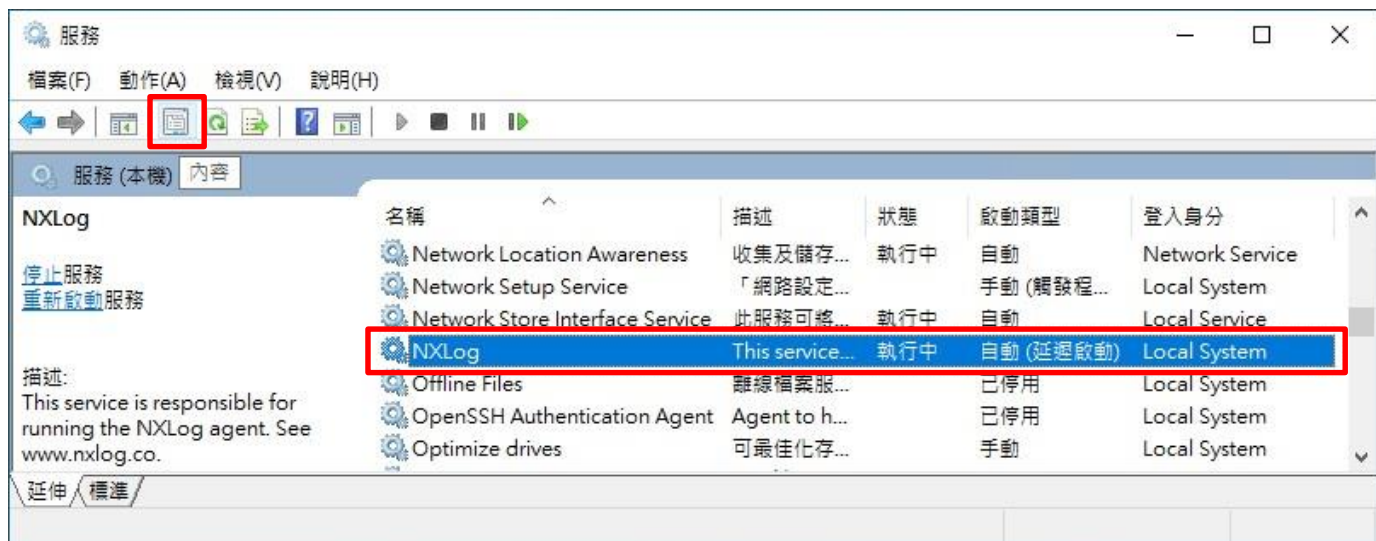 服務
檔案(F) 動作(A) 檢視(V) 說明(H)
服務 (本機) 內容
NXLog
停止服務
重新啟動服務
描述:
This service is responsible for
running the NXLog agent. See
www.nxlog.co.
名稱 描述 狀態 啟動類型 登入身分
Network Location Awareness 收集及儲存... 執行中 自動 Network Service
Network Setup Service 「網路設定... 手動 (觸發程... Local System
Network Store Interface Service 此服務可將... 執行中 自動 Local Service
NXLog This service... 執行中 自動 (延遲啟動) Local System
Offline Files 離線檔案服... 已停用 Local System
OpenSSH Authentication Agent Agent to h... 已停用 Local System
Optimize drives 可最佳化存... 手動 Local System
延伸 標準